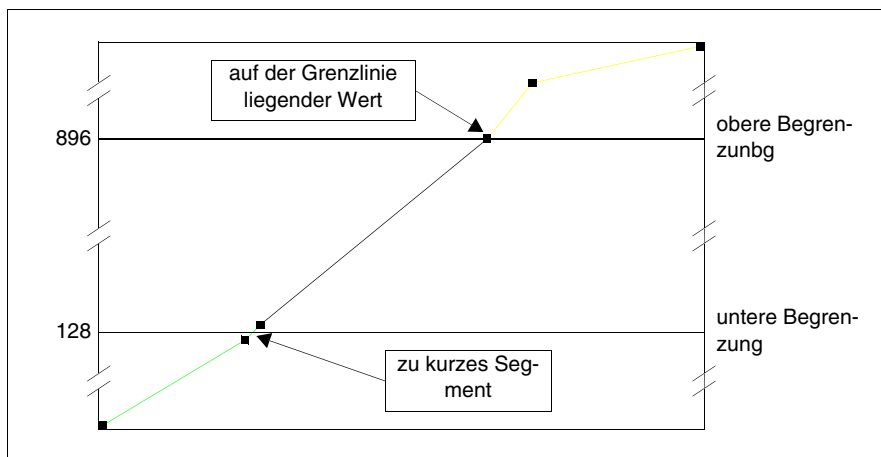 auf der Grenzlinie
liegender Wert
896
obere Begren-
zunbg
128
untere Begren-
zung
zu kurzes Seg-
ment